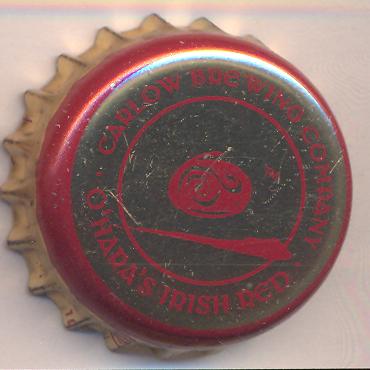 CARLOW BREWING COMPANY
O'HARA'S IRISH RED